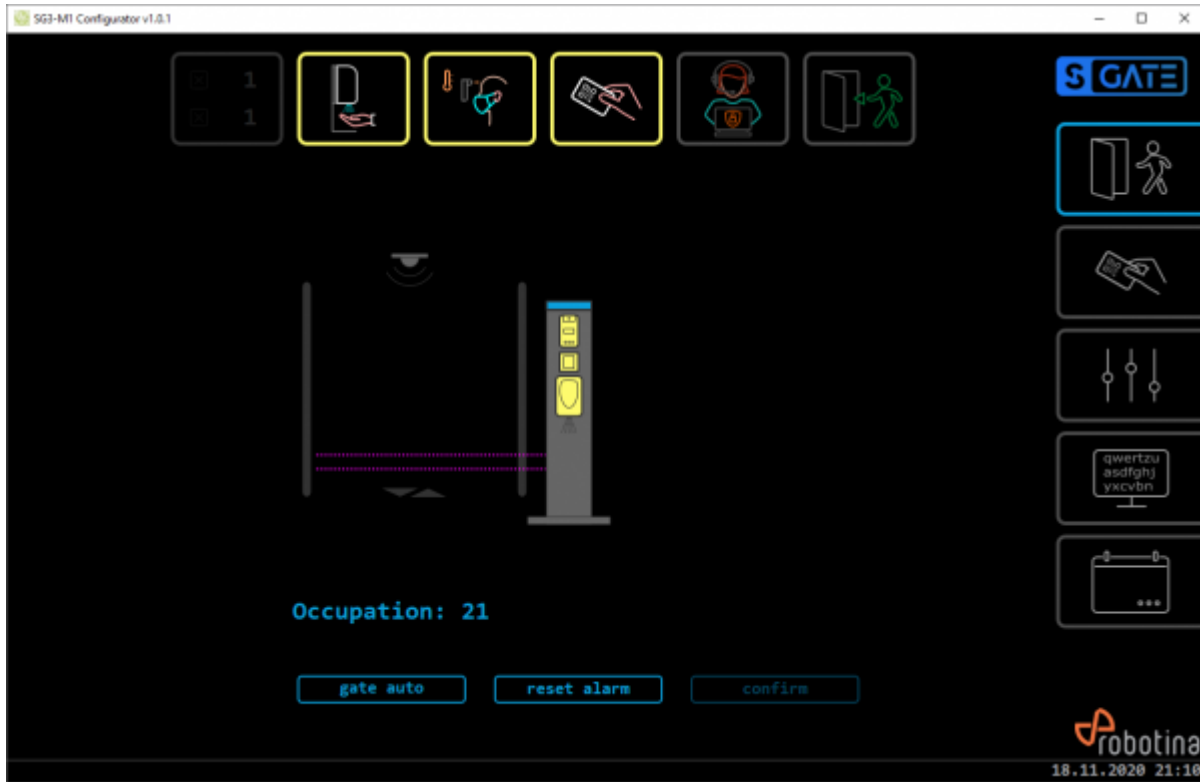 SG3-M1 Configurator v1.0.1
1
1
S GATE
qwertzu
asdfghj
yxcvbn
Occupation: 21
gate auto
reset alarm
confirm
robotina
18.11.2020 21:10